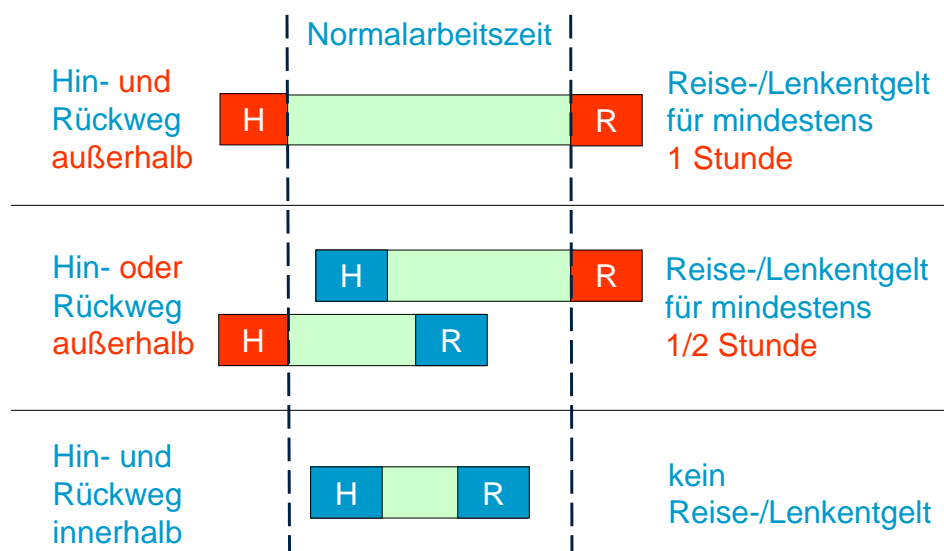 Normalarbeitszeit
Hin- und
Rückweg
außerhalb
H
R
Reise-/Lenkentgelt
für mindestens
1 Stunde
Hin- oder
Rückweg
außerhalb
H
R
H
R
Reise-/Lenkentgelt
für mindestens
1/2 Stunde
Hin- und
Rückweg
innerhalb
H
R
kein
Reise-/Lenkentgelt